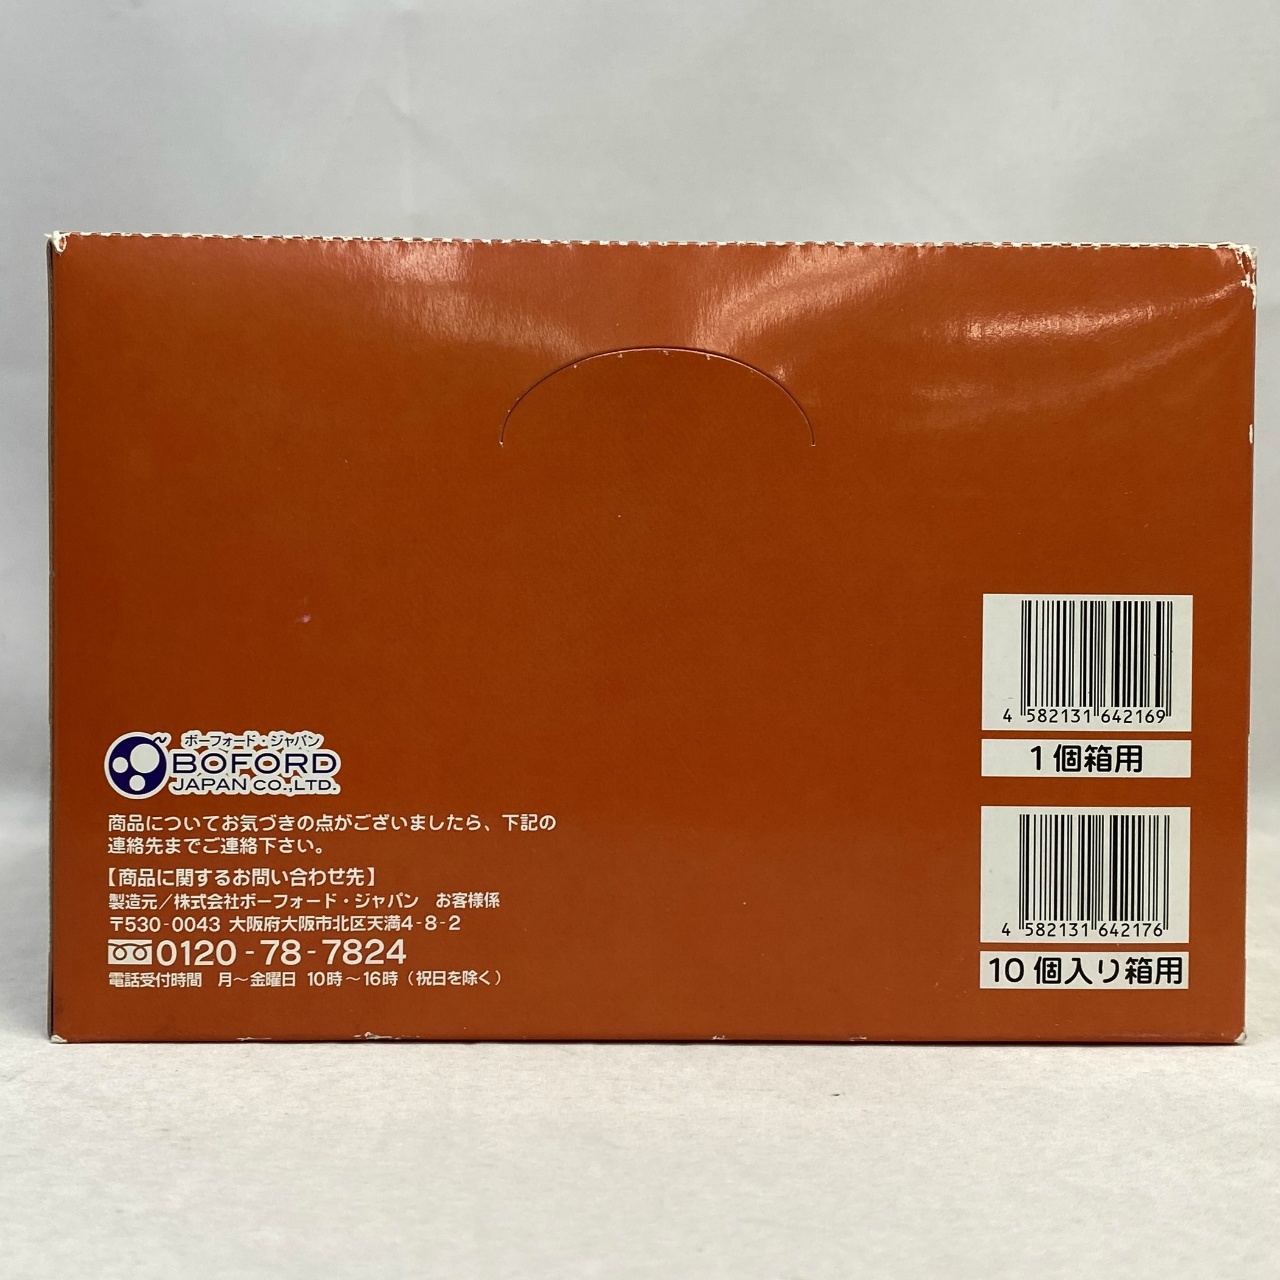 ボーフォード・ジャパン
BOFORD
JAPAN CO.,LTD.
商品についてお気づきの点がございましたら、下記の
連絡先までご連絡下さい。
【商品に関するお問い合わせ先】
製造元／株式会社ボーフォード・ジャパン　お客様係
〒530-0043 大阪府大阪市北区天満4-8-2
0120-78-7824
電話受付時間　月～金曜日 10時～16時（祝日を除く）
4 582131 642169
1個箱用
4 582131 642176
10個入り箱用